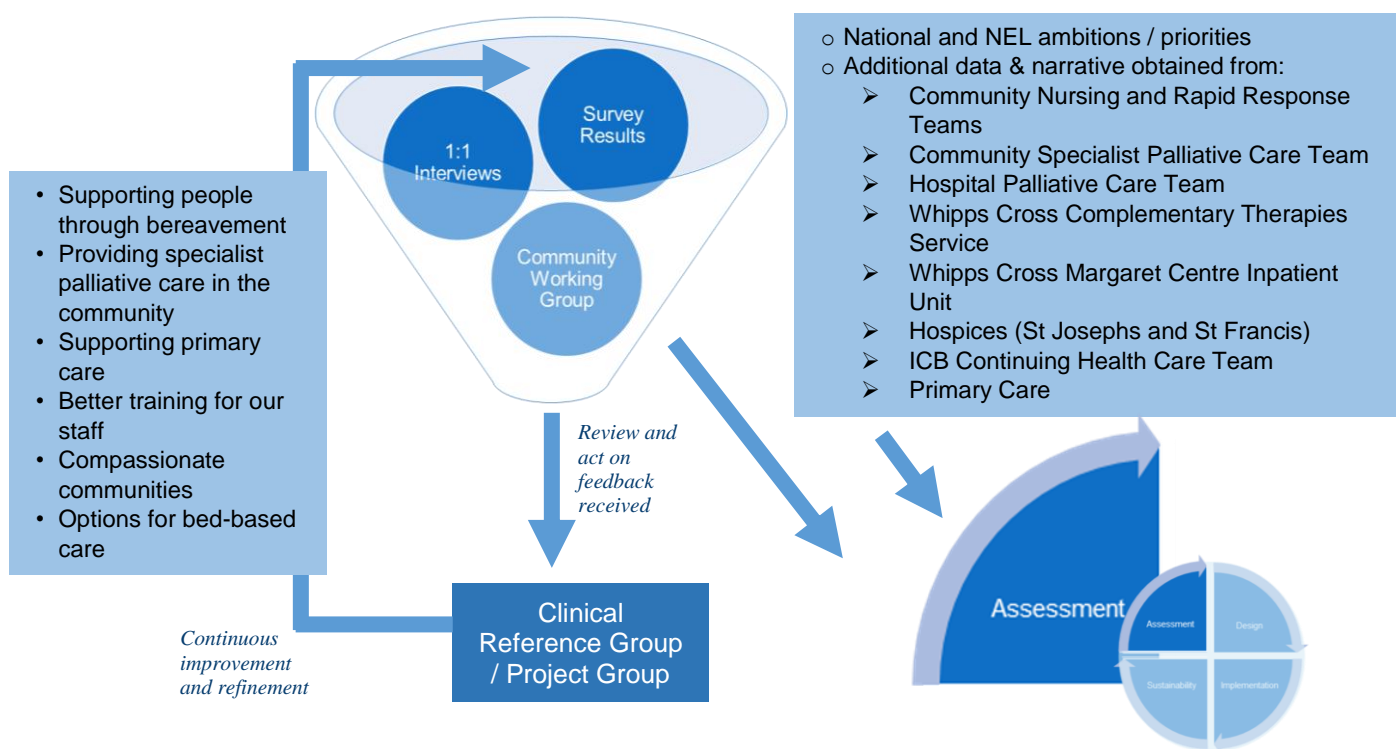 • Supporting people
through bereavement
• Providing specialist
palliative care in the
community
• Supporting primary
care
• Better training for our
staff
• Compassionate
communities
• Options for bed-based
care
1:1
Interviews
Survey
Results
Community
Working
Group
Review and
act on
feedback
received
Clinical
Reference Group
/ Project Group
Continuous
improvement
and refinement
o National and NEL ambitions / priorities
o Additional data & narrative obtained from:
➢ Community Nursing and Rapid Response
Teams
➢ Community Specialist Palliative Care Team
➢ Hospital Palliative Care Team
➢ Whipps Cross Complementary Therapies
Service
➢ Whipps Cross Margaret Centre Inpatient
Unit
➢ Hospices (St Josephs and St Francis)
➢ ICB Continuing Health Care Team
➢ Primary Care
Assessment
Assessment
Design
Sustainability
Implementation